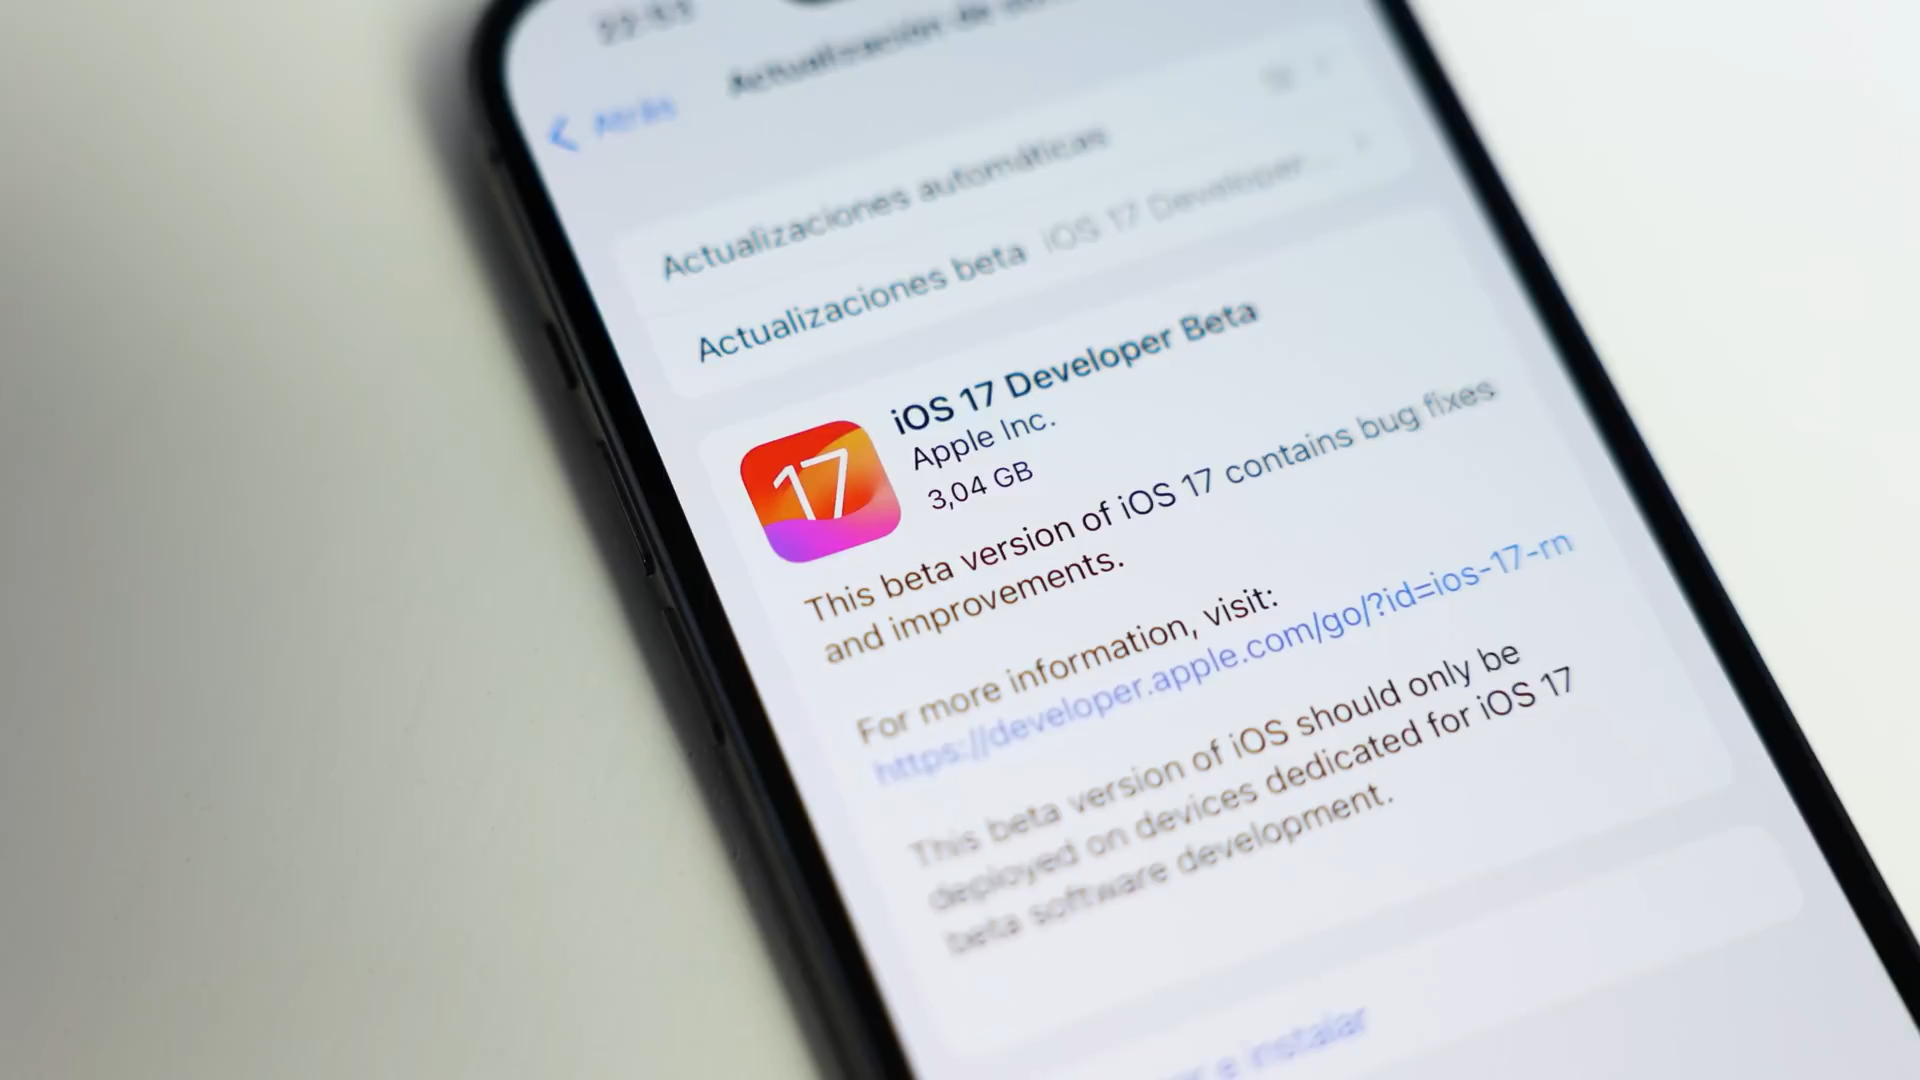 Atrás
Actualización de
Actualizaciones automáticas
Actualizaciones beta iOS 17 Developer...
17
iOS 17 Developer Beta
Apple Inc.
3,04 GB
This beta version of iOS 17 contains bug fixes
and improvements.
For more information, visit:
https://developer.apple.com/go/?id=ios-17-rn
This beta version of iOS should only be
deployed on devices dedicated for iOS 17
beta software development.
e instalar